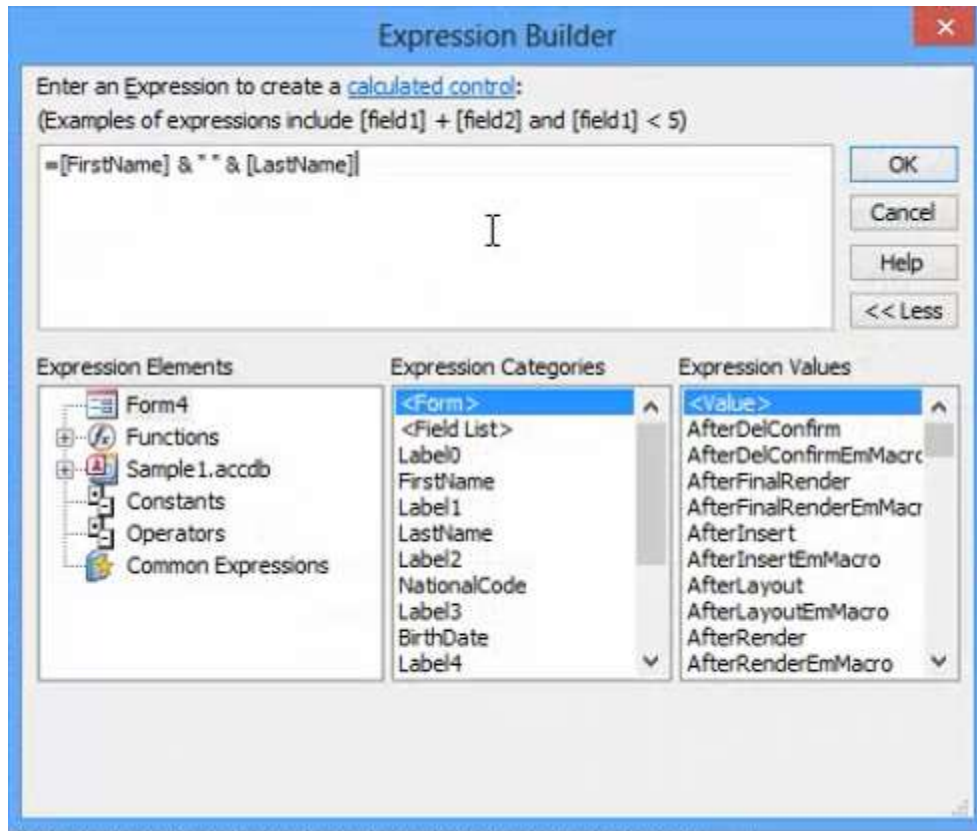 Expression Builder
Enter an Expression to create a calculated control:
(Examples of expressions include [field1] + [field2] and [field1] < 5)
=[FirstName] & " " & [LastName]
OK
Cancel
Help
<< Less
Expression Elements
Form4
Functions
Sample1.accdb
Constants
Operators
Common Expressions
Expression Categories
<Form>
<Field List>
Label0
FirstName
Label1
LastName
Label2
NationalCode
Label3
BirthDate
Label4
Expression Values
<Value>
AfterDelConfirm
AfterDelConfirmEmMacrc
AfterFinalRender
AfterFinalRenderEmMacr
AfterInsert
AfterInsertEmMacro
AfterLayout
AfterLayoutEmMacro
AfterRender
AfterRenderEmMacro